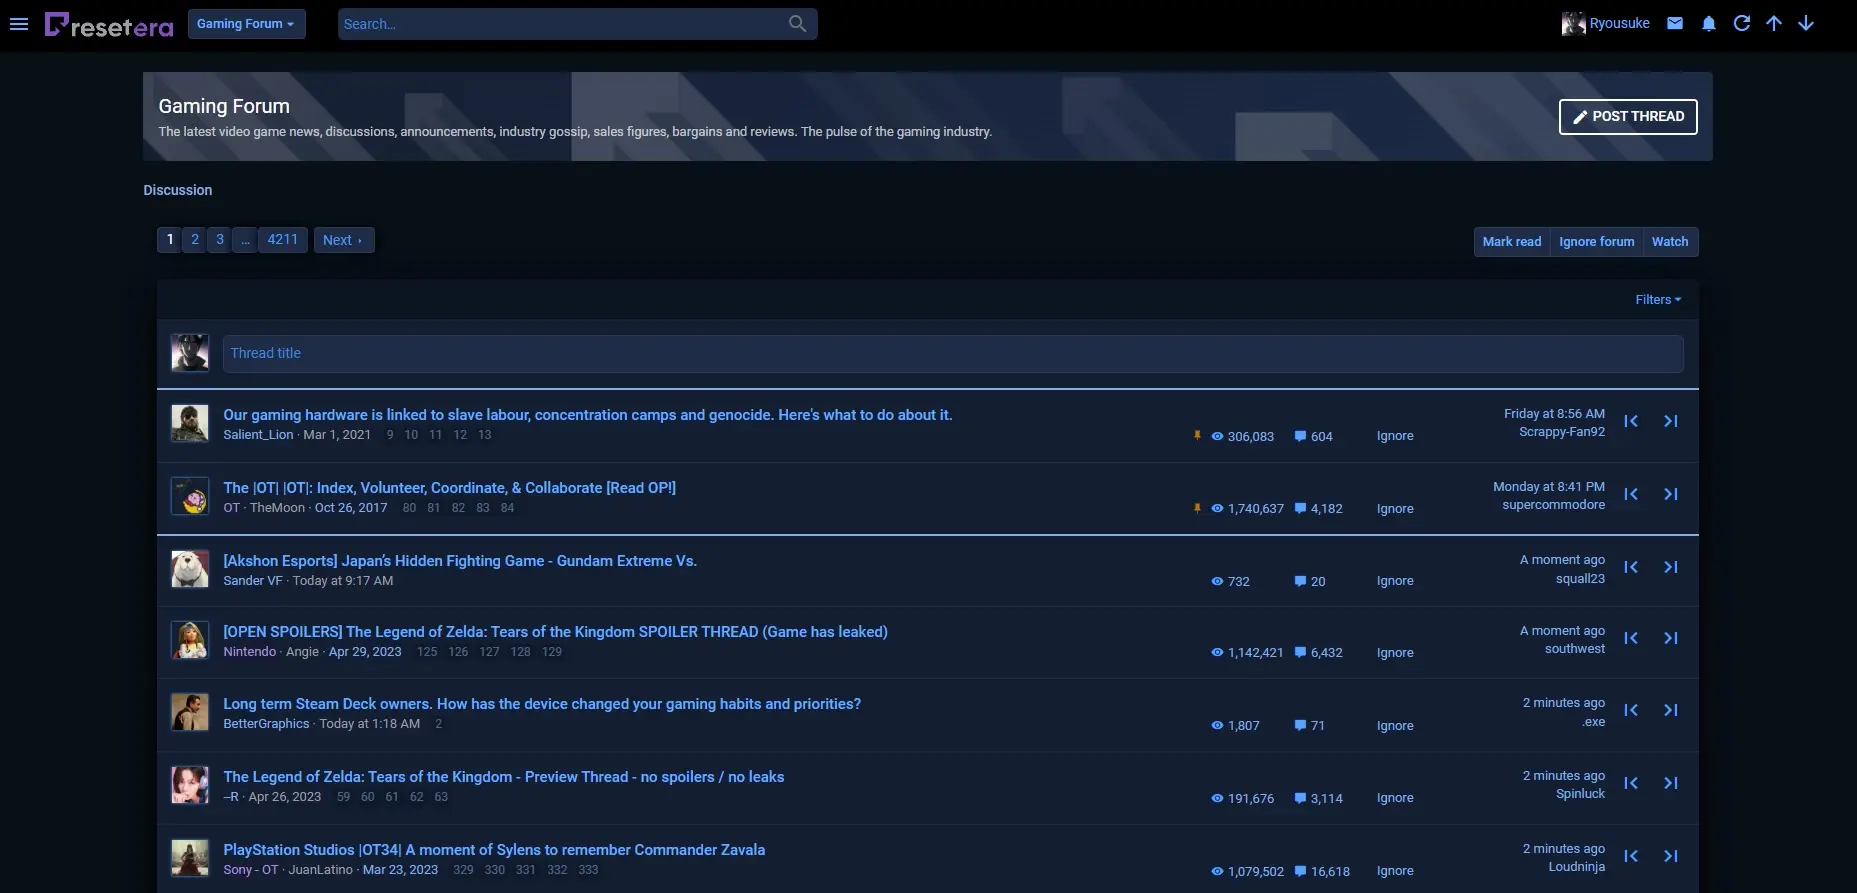 resetera Gaming Forum Search... Ryousuke
Gaming Forum
The latest video game news, discussions, announcements, industry gossip, sales figures, bargains and reviews. The pulse of the gaming industry.
POST THREAD
Discussion
1 2 3 ... 4211 Next Mark read Ignore forum Watch
Filters
Thread title
Our gaming hardware is linked to slave labour, concentration camps and genocide. Here's what to do about it.
Salient_Lion · Mar 1, 2021 9 10 11 12 13
306,083 604 Ignore
Friday at 8:56 AM
Scrappy-Fan92
The |OT| |OT|: Index, Volunteer, Coordinate, & Collaborate [Read OP!]
OT · TheMoon · Oct 26, 2017 80 81 82 83 84
1,740,637 4,182 Ignore
Monday at 8:41 PM
supercommodore
[Akshon Esports] Japan’s Hidden Fighting Game - Gundam Extreme Vs.
Sander VF · Today at 9:17 AM
732 20 Ignore
A moment ago
squall23
[OPEN SPOILERS] The Legend of Zelda: Tears of the Kingdom SPOILER THREAD (Game has leaked)
Nintendo · Angie · Apr 29, 2023 125 126 127 128 129
1,142,421 6,432 Ignore
A moment ago
southwest
Long term Steam Deck owners. How has the device changed your gaming habits and priorities?
BetterGraphics · Today at 1:18 AM 2
1,807 71 Ignore
2 minutes ago
.exe
The Legend of Zelda: Tears of the Kingdom - Preview Thread - no spoilers / no leaks
--R · Apr 26, 2023 59 60 61 62 63
191,676 3,114 Ignore
2 minutes ago
Spinluck
PlayStation Studios |OT34| A moment of Sylens to remember Commander Zavala
Sony - OT · JuanLatino · Mar 23, 2023 329 330 331 332 333
1,079,502 16,618 Ignore
2 minutes ago
Loudninja